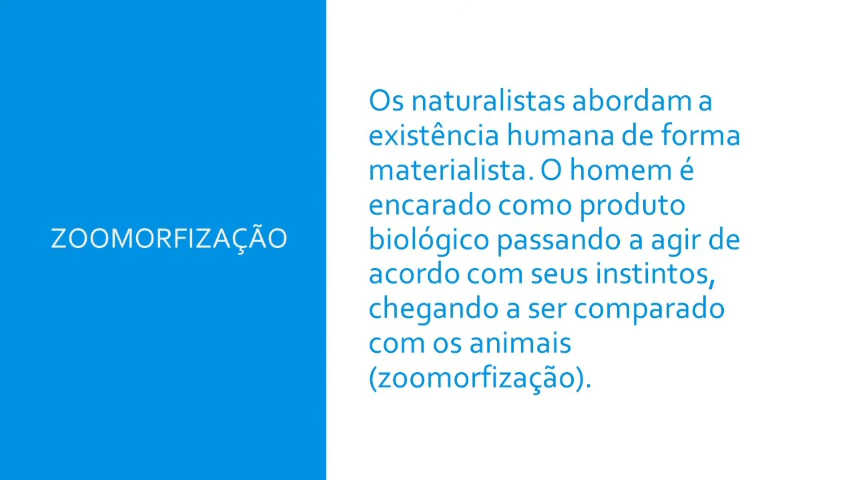 ZOOMORFIZAÇÃO
Os naturalistas abordam a
existência humana de forma
materialista. O homem é
encarado como produto
biológico passando a agir de
acordo com seus instintos,
chegando a ser comparado
com os animais
(zoomorfização).